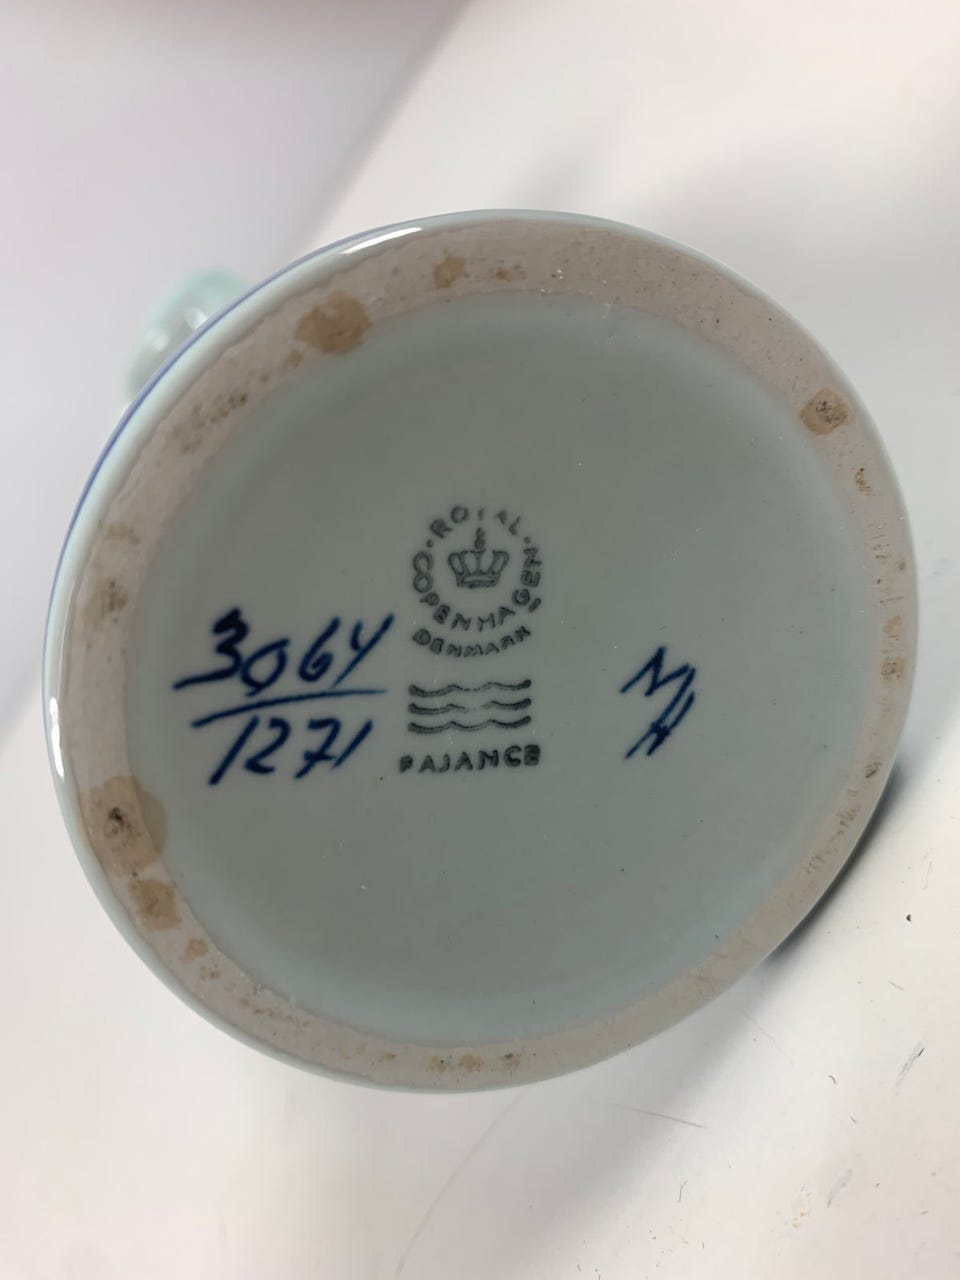 ROYAL COPENHAGEN
DENMARK
FAJANCE
3064
1271